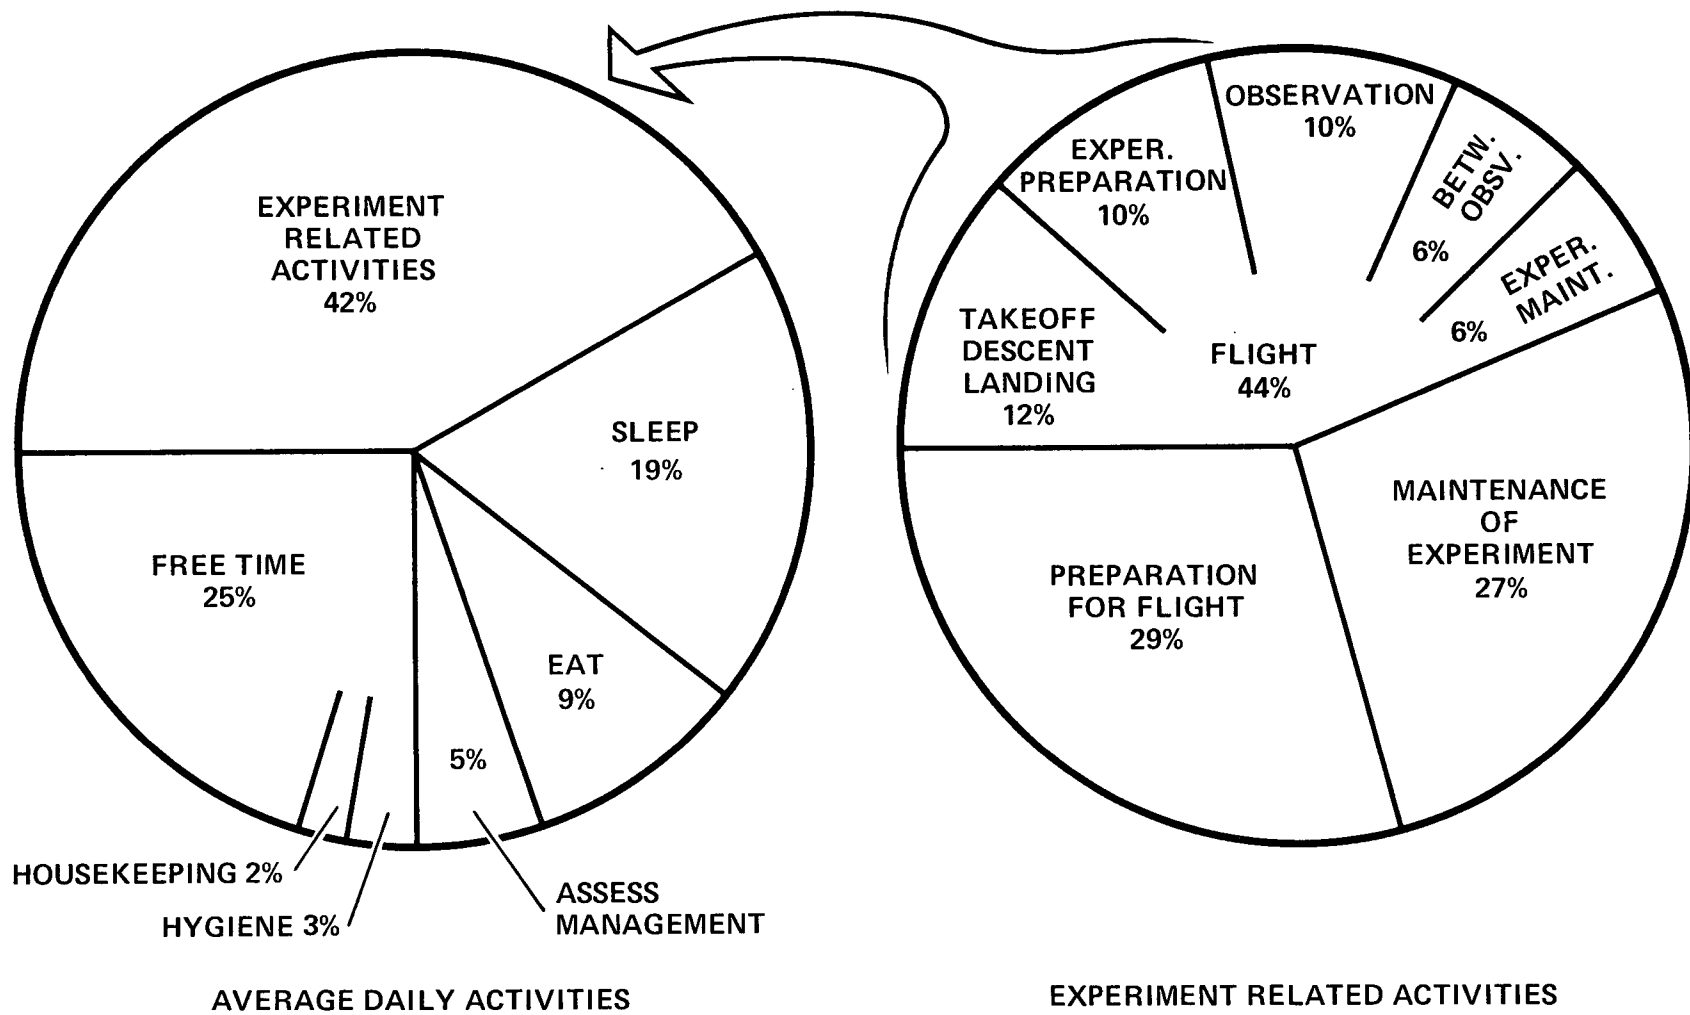 EXPERIMENT
RELATED
ACTIVITIES
42%
SLEEP
19%
FREE TIME
25%
EAT
9%
5%
HOUSEKEEPING 2%
HYGIENE 3%
ASSESS
MANAGEMENT
AVERAGE DAILY ACTIVITIES
OBSERVATION
10%
EXPER.
PREPARATION
10%
BETW.
OBSV.
6%
EXPER.
MAINT.
6%
TAKEOFF
DESCENT
LANDING
12%
FLIGHT
44%
MAINTENANCE
OF
EXPERIMENT
27%
PREPARATION
FOR FLIGHT
29%
EXPERIMENT RELATED ACTIVITIES